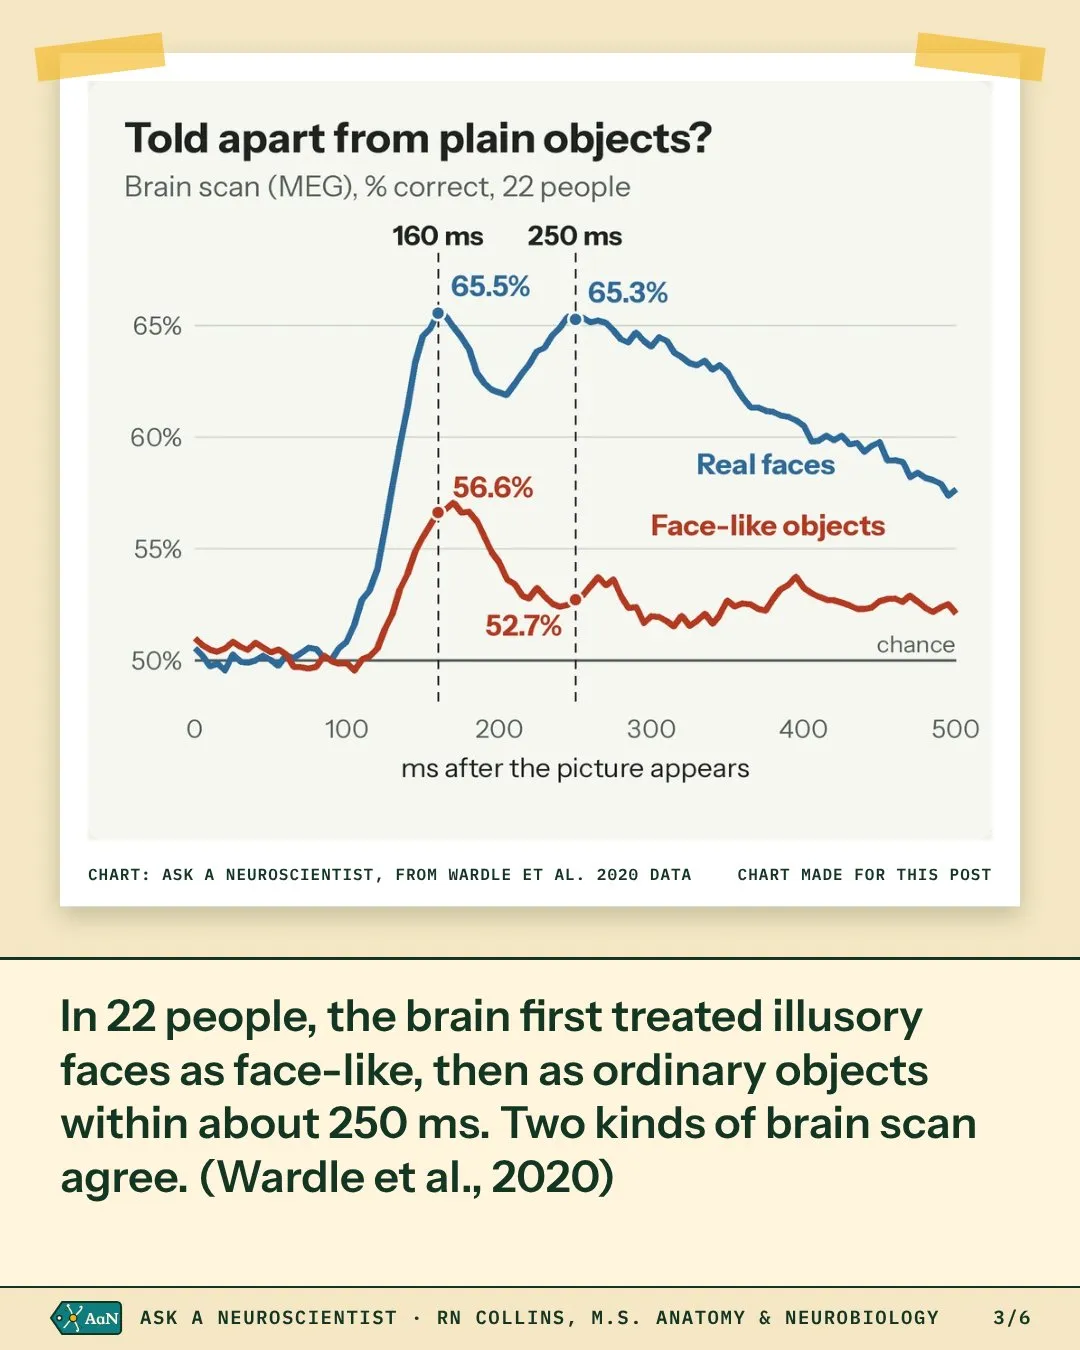 Told apart from plain objects?
Brain scan (MEG), % correct, 22 people
160 ms 250 ms
65.5% 65.3%
65%
60%
Real faces
56.6%
Face-like objects
55%
52.7%
chance
50%
0 100 200 300 400 500
ms after the picture appears
CHART: ASK A NEUROSCIENTIST, FROM WARDLE ET AL. 2020 DATA CHART MADE FOR THIS POST
In 22 people, the brain first treated illusory
faces as face-like, then as ordinary objects
within about 250 ms. Two kinds of brain scan
agree. (Wardle et al., 2020)
AaN ASK A NEUROSCIENTIST · RN COLLINS, M.S. ANATOMY & NEUROBIOLOGY 3/6